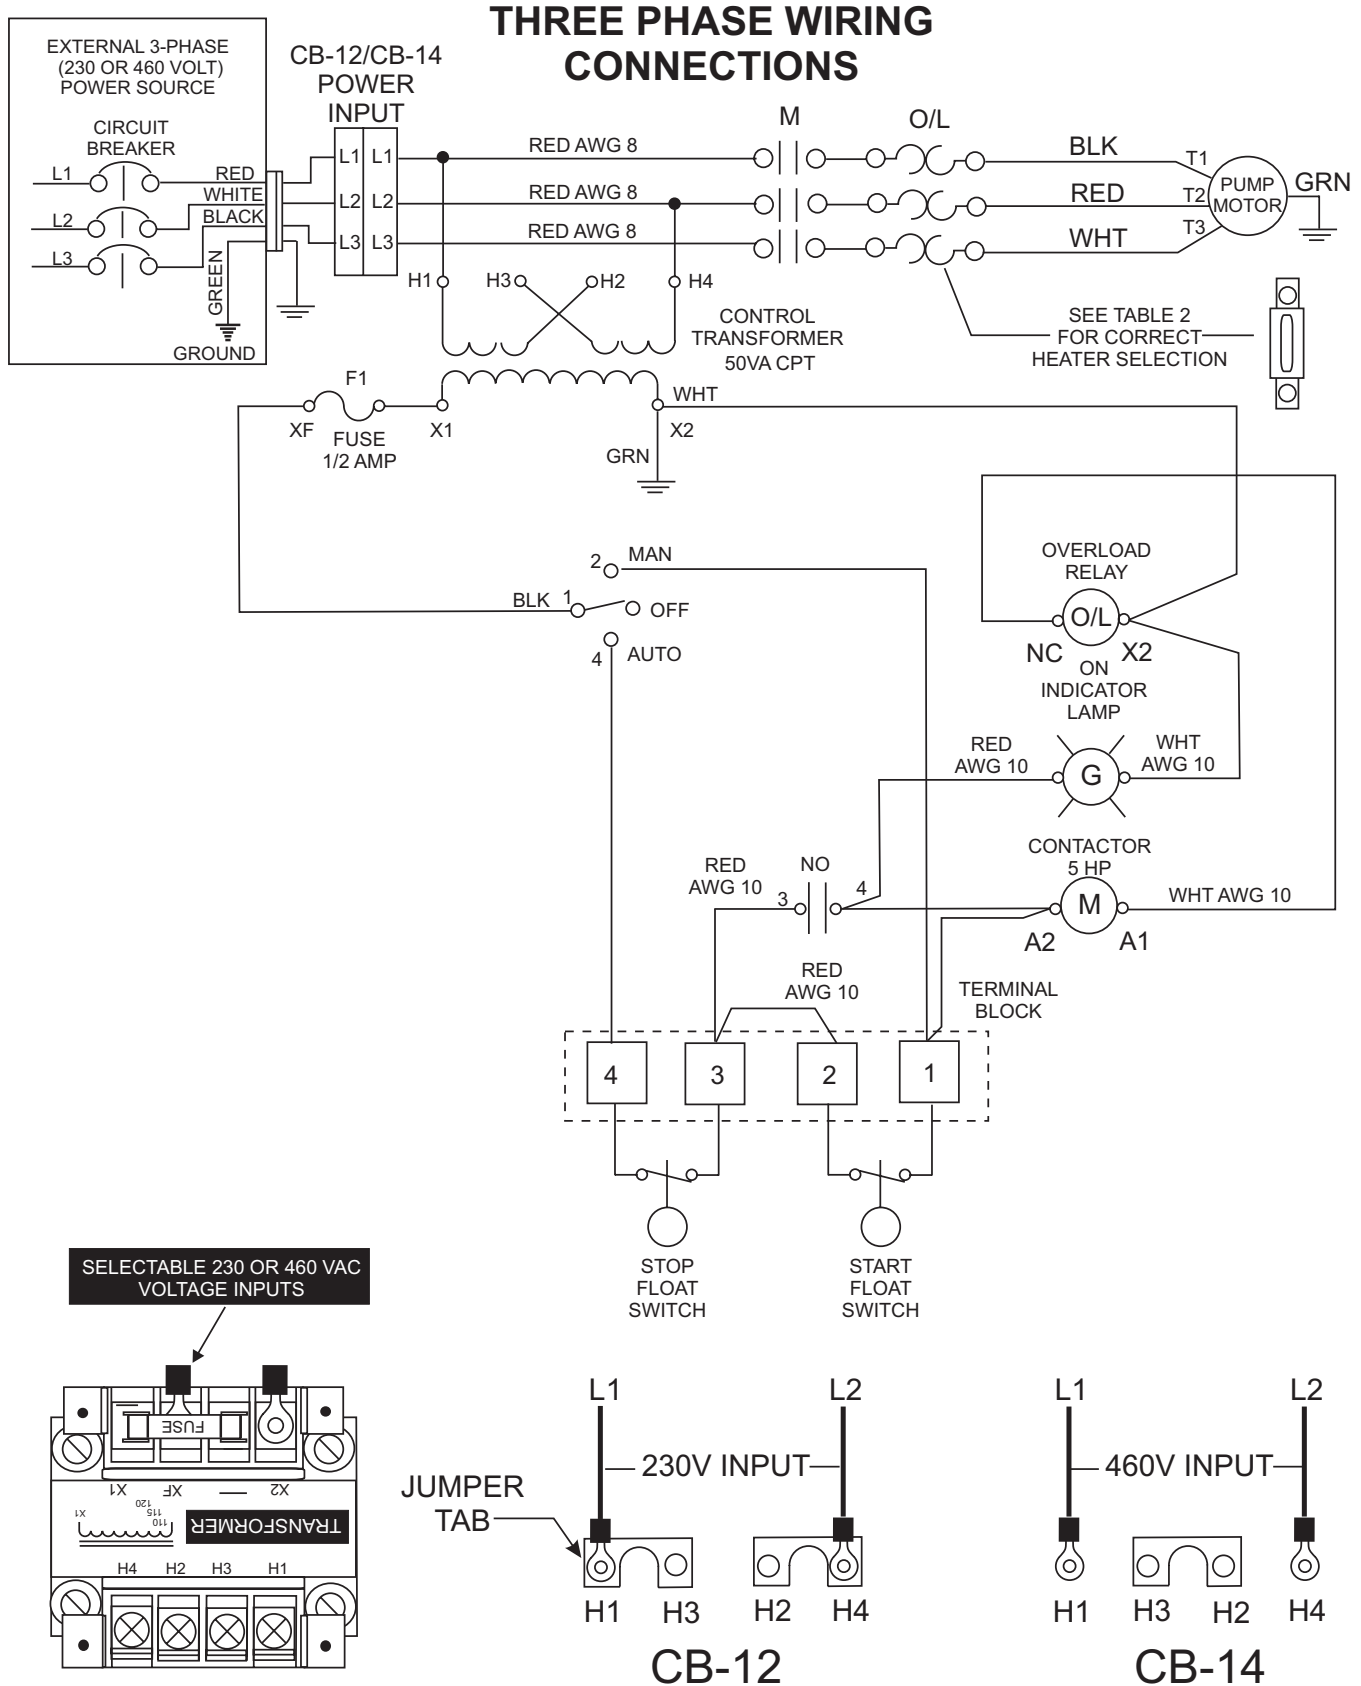 THREE PHASE WIRING
CONNECTIONS
EXTERNAL 3-PHASE
(230 OR 460 VOLT)
POWER SOURCE
CIRCUIT
BREAKER
L1
L2
L3
RED
WHITE
BLACK
GREEN
GROUND
CB-12/CB-14
POWER
INPUT
L1 L1
L2 L2
L3 L3
RED AWG 8
RED AWG 8
RED AWG 8
M
O/L
BLK
RED
WHT
T1
T2
T3
PUMP
MOTOR
GRN
H1
H3
H2
H4
CONTROL
TRANSFORMER
50VA CPT
SEE TABLE 2
FOR CORRECT
HEATER SELECTION
F1
XF
FUSE
1/2 AMP
X1
WHT
X2
GRN
2
MAN
BLK
1
OFF
4
AUTO
OVERLOAD
RELAY
O/L
NC
X2
ON
INDICATOR
LAMP
RED
AWG 10
G
WHT
AWG 10
CONTACTOR
5 HP
RED
AWG 10
NO
3
4
M
WHT AWG 10
A2
A1
RED
AWG 10
TERMINAL
BLOCK
4
3
2
1
STOP
FLOAT
SWITCH
START
FLOAT
SWITCH
SELECTABLE 230 OR 460 VAC
VOLTAGE INPUTS
FUSE
X1
XF
X2
X1
120
115
110
TRANSFORMER
H4 H2 H3 H1
L1
L2
230V INPUT
JUMPER
TAB
H1
H3
H2
H4
CB-12
L1
L2
460V INPUT
H1
H3
H2
H4
CB-14